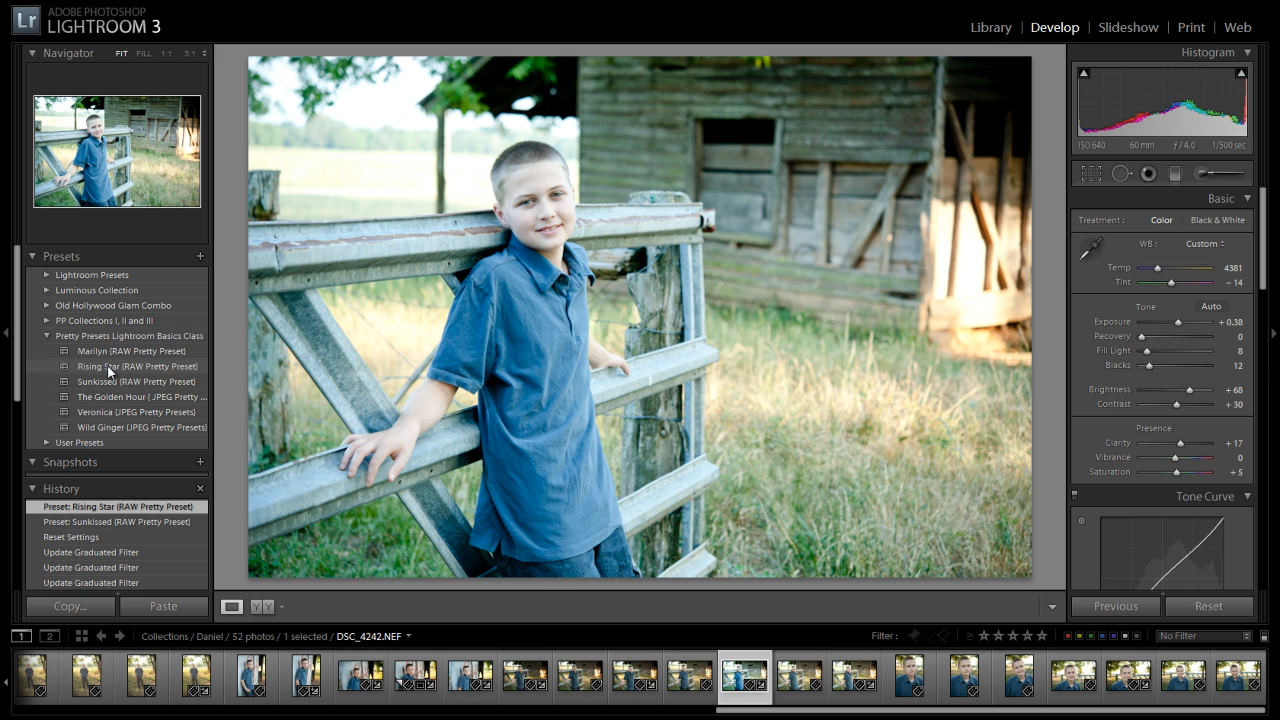 Lr ADOBE PHOTOSHOP
LIGHTROOM 3
Library | Develop | Slideshow | Print | Web
Navigator FIT FILL 1:1 3:1
Presets +
Lightroom Presets
Luminous Collection
Old Hollywood Glam Combo
PP Collections I, II and III
Pretty Presets Lightroom Basics Class
Marilyn {RAW Pretty Preset}
Rising Star {RAW Pretty Preset}
Sunkissed {RAW Pretty Preset}
The Golden Hour { JPEG Pretty ...
Veronica {JPEG Pretty Presets}
Wild Ginger {JPEG Pretty Presets}
User Presets
Snapshots +
History ×
Preset: Rising Star {RAW Pretty Preset}
Preset: Sunkissed {RAW Pretty Preset}
Reset Settings
Update Graduated Filter
Update Graduated Filter
Update Graduated Filter
Copy... Paste
Histogram
ISO 640 60 mm ƒ / 4.0 1/500 sec
Basic
Treatment : Color Black & White
WB : Custom
Temp 4381
Tint − 14
Tone Auto
Exposure + 0.38
Recovery 0
Fill Light 8
Blacks 12
Brightness + 68
Contrast + 30
Presence
Clarity + 17
Vibrance 0
Saturation + 5
Tone Curve
Previous Reset
YY
1 2 Collections / Daniel / 52 photos / 1 selected / DSC_4242.NEF Filter : ≥ ★★★★★ No Filter